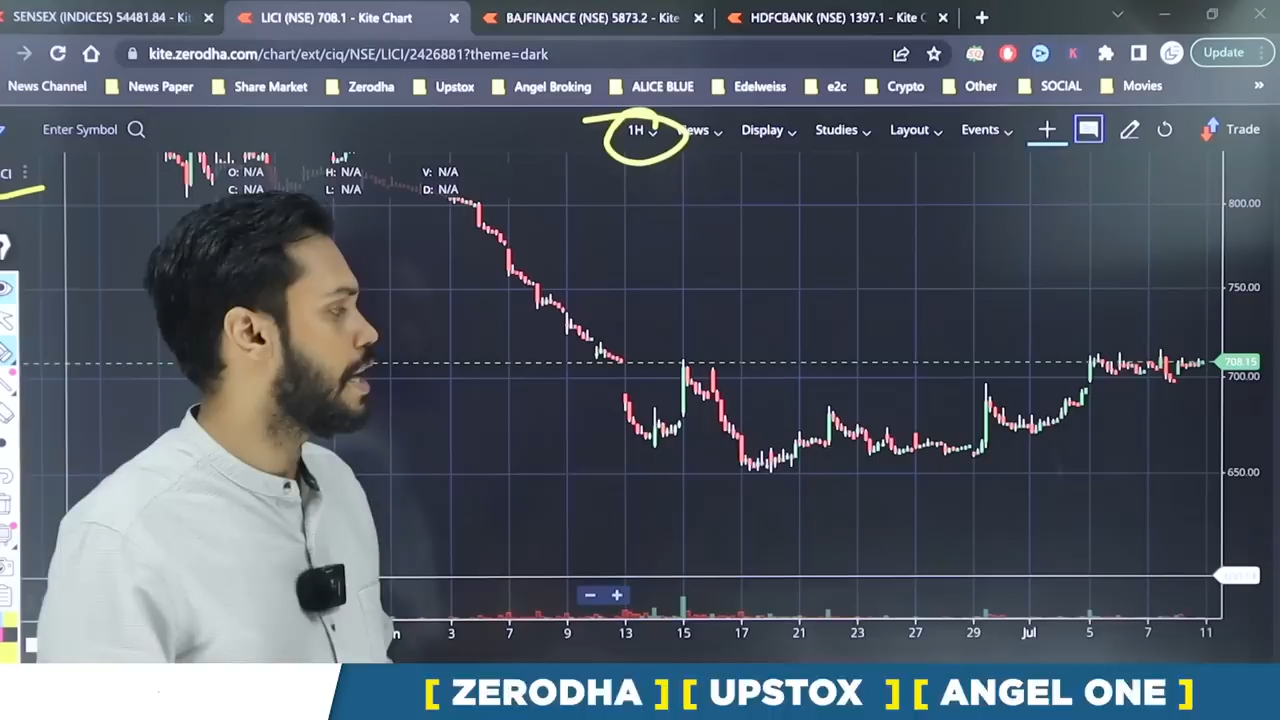 SENSEX (INDICES) 54481.84 - Ki
LICI (NSE) 708.1 - Kite Chart
BAJFINANCE (NSE) 5873.2 - Kite
HDFCBANK (NSE) 1397.1 - Kite C
kite.zerodha.com/chart/ext/ciq/NSE/LICI/2426881?theme=dark
Update
News Channel
News Paper
Share Market
Zerodha
Upstox
Angel Broking
ALICE BLUE
Edelweiss
e2c
Crypto
Other
SOCIAL
Movies
»
Enter Symbol
1H
Display
Studies
Layout
Events
Trade
CI
O: N/A H: N/A V: N/A
C: N/A L: N/A D: N/A
800.00
750.00
708.15
700.00
650.00
3 7 9 13 15 17 21 23 27 29 Jul 5 7 11
[ ZERODHA ] [ UPSTOX ] [ ANGEL ONE ]